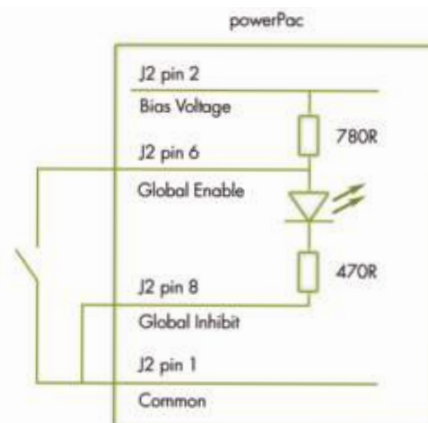 powerPac
J2 pin 2
Bias Voltage
780R
J2 pin 6
Global Enable
470R
J2 pin 8
Global Inhibit
J2 pin 1
Common